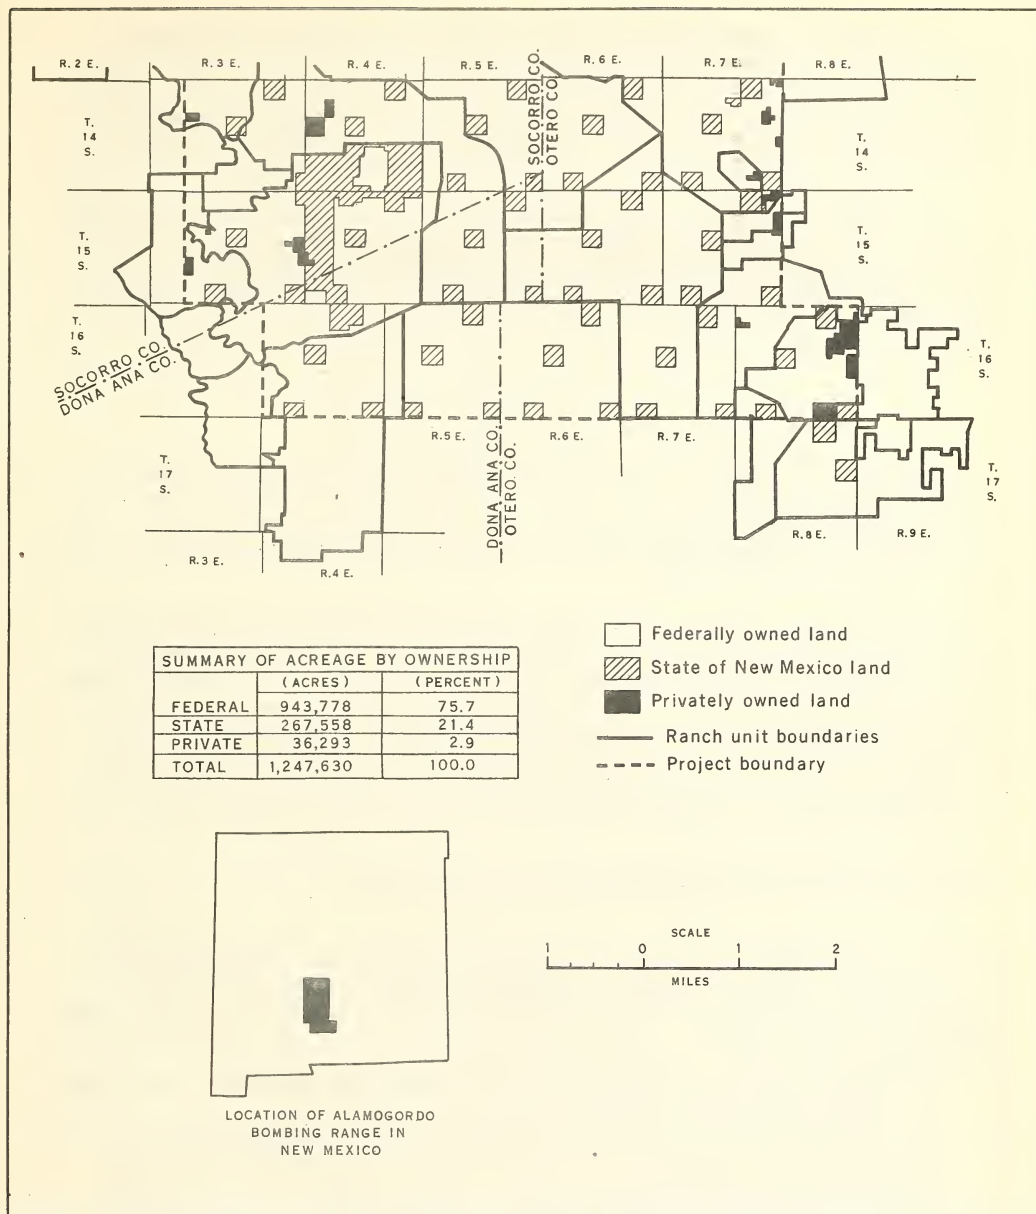 R. 2 E.
R. 3 E.
R. 4 E.
R. 5 E.
SOCORRO CO.
OTERO CO.
R. 6 E.
R. 7 E.
R. 8 E.
T.
14
S.
T.
14
S.
T.
15
S.
T.
15
S.
T.
16
S.
SOCORRO CO.
DONA ANA CO.
T.
16
S.
R.5 E.
R.6 E.
R. 7 E.
T.
17
S.
DONA ANA CO.
OTERO CO.
T.
17
S.
R.3 E.
R.4 E.
R.8 E.
R.9 E.
SUMMARY OF ACREAGE BY OWNERSHIP
(ACRES) (PERCENT)
FEDERAL 943,778 75.7
STATE 267,558 21.4
PRIVATE 36,293 2.9
TOTAL 1,247,630 100.0
Federally owned land
State of New Mexico land
Privately owned land
Ranch unit boundaries
Project boundary
SCALE
1 0 1 2
MILES
LOCATION OF ALAMOGORDO
BOMBING RANGE IN
NEW MEXICO